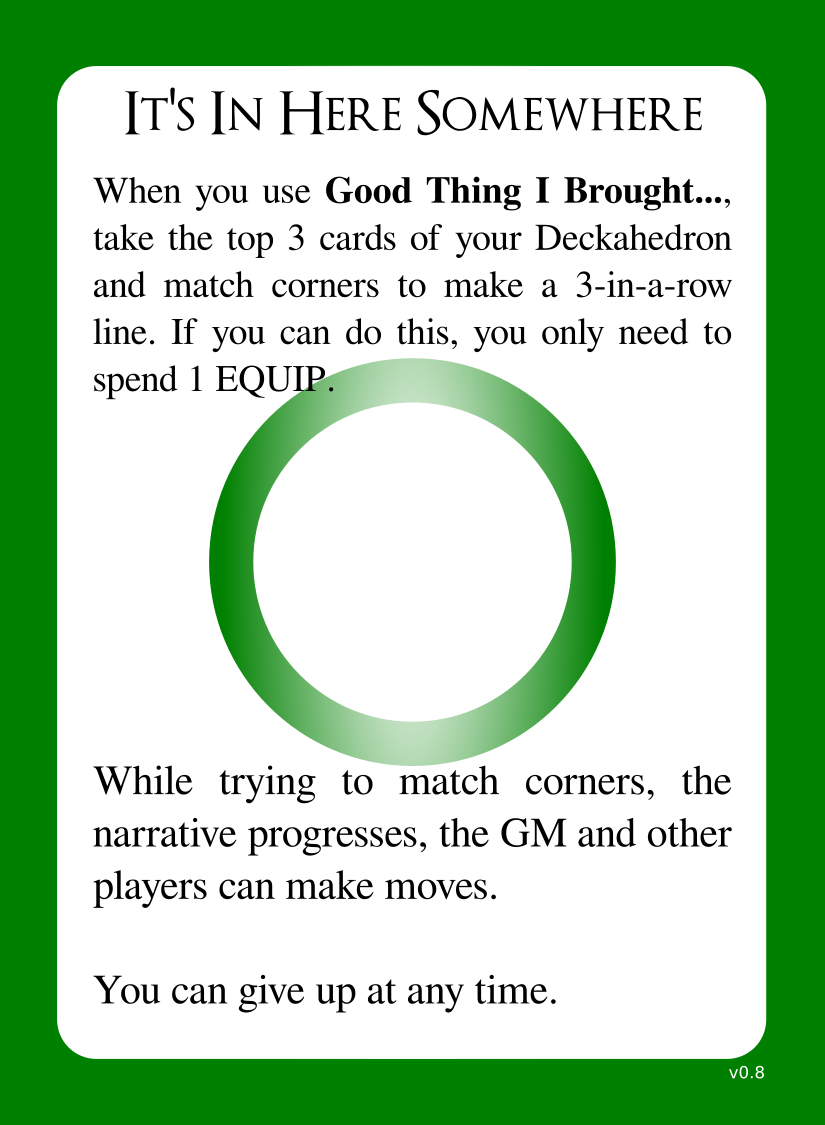 It's In Here Somewhere
When you use Good Thing I Brought...,
take the top 3 cards of your Deckahedron
and match corners to make a 3-in-a-row
line. If you can do this, you only need to
spend 1 EQUIP.
While trying to match corners, the
narrative progresses, the GM and other
players can make moves.
You can give up at any time.
v0.8